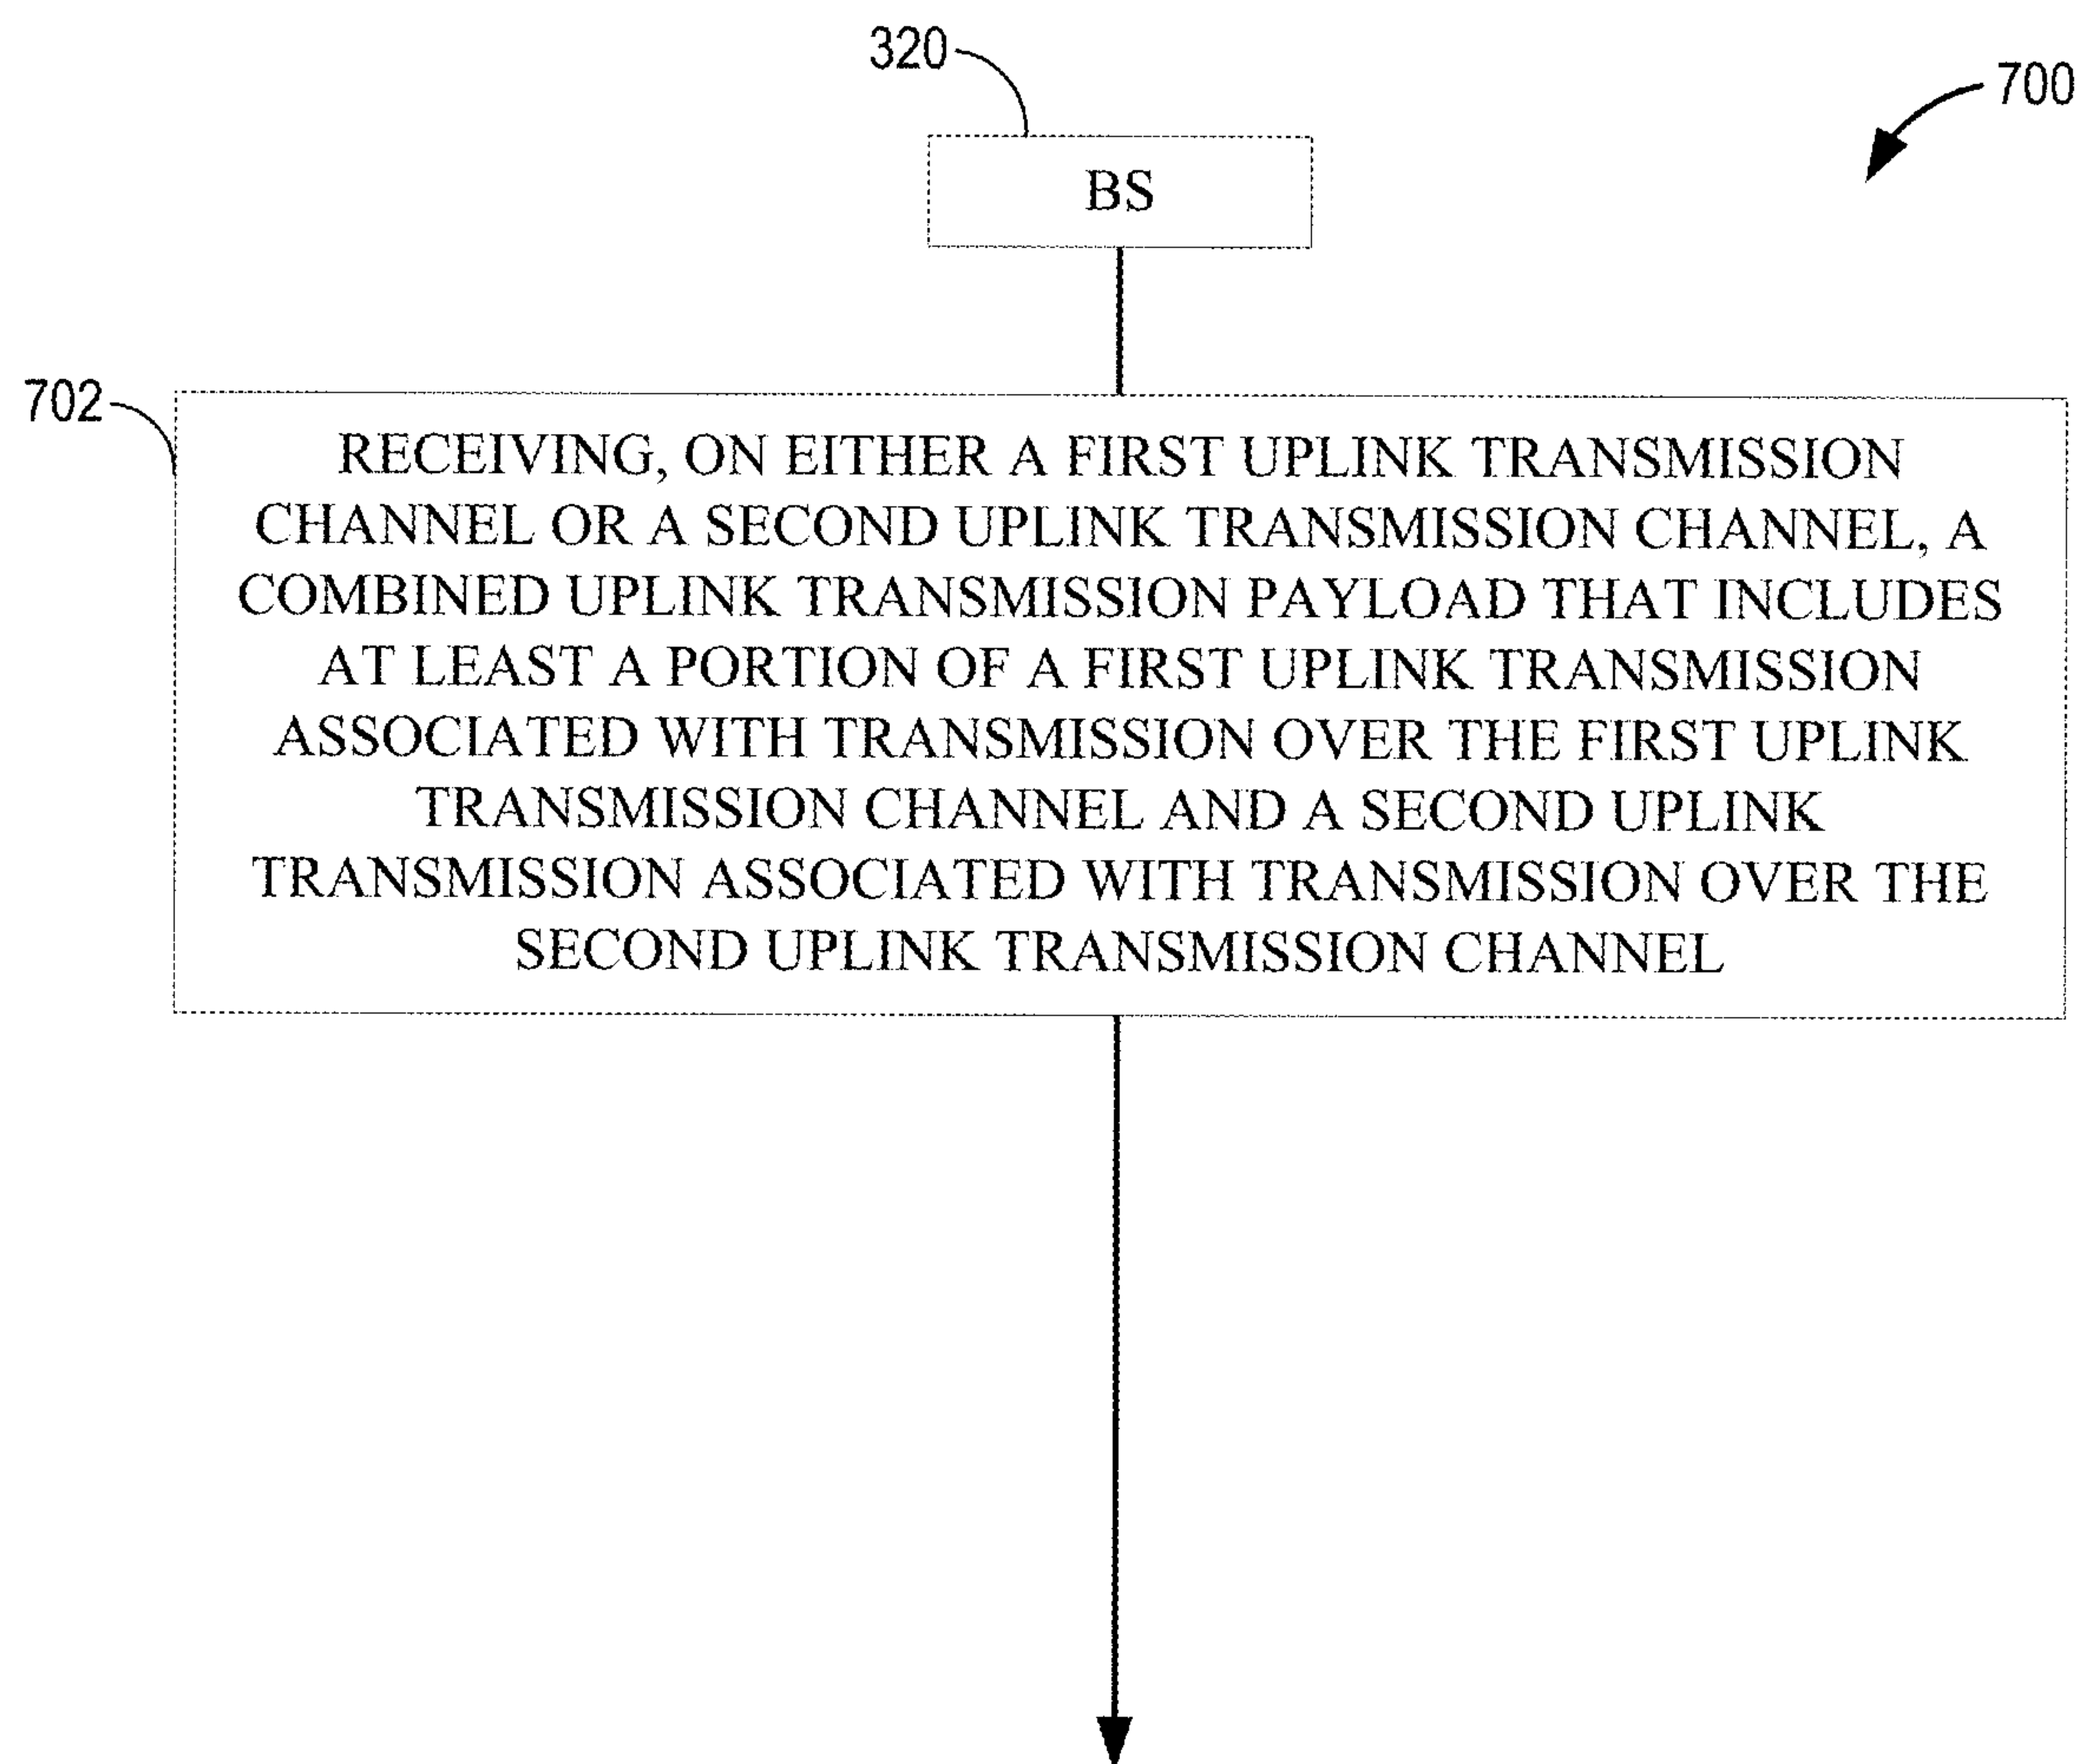 320
700
BS
702
RECEIVING, ON EITHER A FIRST UPLINK TRANSMISSION
CHANNEL OR A SECOND UPLINK TRANSMISSION CHANNEL, A
COMBINED UPLINK TRANSMISSION PAYLOAD THAT INCLUDES
AT LEAST A PORTION OF A FIRST UPLINK TRANSMISSION
ASSOCIATED WITH TRANSMISSION OVER THE FIRST UPLINK
TRANSMISSION CHANNEL AND A SECOND UPLINK
TRANSMISSION ASSOCIATED WITH TRANSMISSION OVER THE
SECOND UPLINK TRANSMISSION CHANNEL